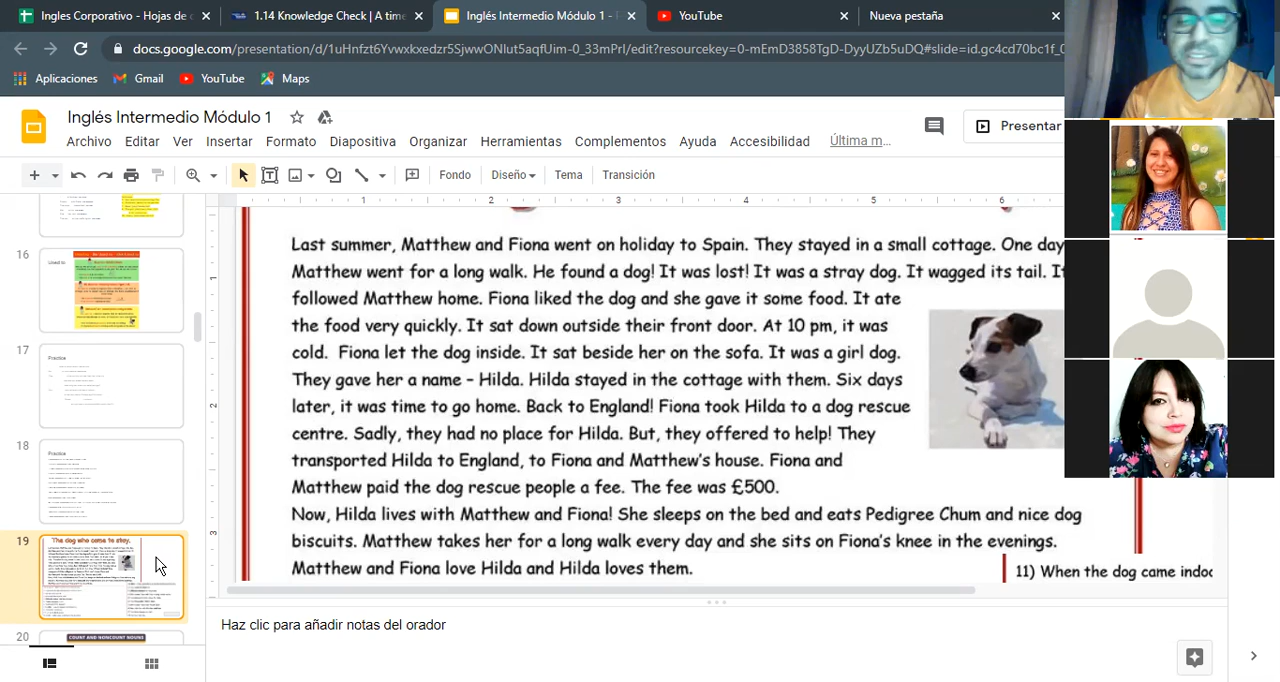 Ingles Corporativo - Hojas de
1.14 Knowledge Check | A time
Inglés Intermedio Módulo 1 -
YouTube
Nueva pestaña
docs.google.com/presentation/d/1uHnfzt6Yvwxkxedzr5SjwwONIut5aqfUim-0_33mPrI/edit?resourcekey=0-mEmD3858TgD-DyyUZb5uDQ#slide=id.gc4cd70bc1f_0
Aplicaciones
Gmail
YouTube
Maps
Inglés Intermedio Módulo 1
Archivo Editar Ver Insertar Formato Diapositiva Organizar Herramientas Complementos Ayuda Accesibilidad Última m...
Presentar
Fondo Diseño Tema Transición
1 2 3 4 5 6
16
Used to
17
Practice
18
Practice
19
The dog who came to stay.
20
COUNT AND NONCOUNT NOUNS
1
2
3
Last summer, Matthew and Fiona went on holiday to Spain. They stayed in a small cottage. One day
Matthew went for a long walk. He found a dog! It was lost! It was a stray dog. It wagged its tail. It
followed Matthew home. Fiona liked the dog and she gave it some food. It ate
the food very quickly. It sat down outside their front door. At 10 pm, it was
cold. Fiona let the dog inside. It sat beside her on the sofa. It was a girl dog.
They gave her a name – Hilda. Hilda stayed in the cottage with them. Six days
later, it was time to go home. Back to England! Fiona took Hilda to a dog rescue
centre. Sadly, they had no place for Hilda. But, they offered to help! They
transported Hilda to England, to Fiona and Matthew's house. Fiona and
Matthew paid the dog rescue people a fee. The fee was £500.
Now, Hilda lives with Matthew and Fiona! She sleeps on the bed and eats Pedigree Chum and nice dog
biscuits. Matthew takes her for a long walk every day and she sits on Fiona's knee in the evenings.
Matthew and Fiona love Hilda and Hilda loves them.
11) When the dog came indoo
Haz clic para añadir notas del orador